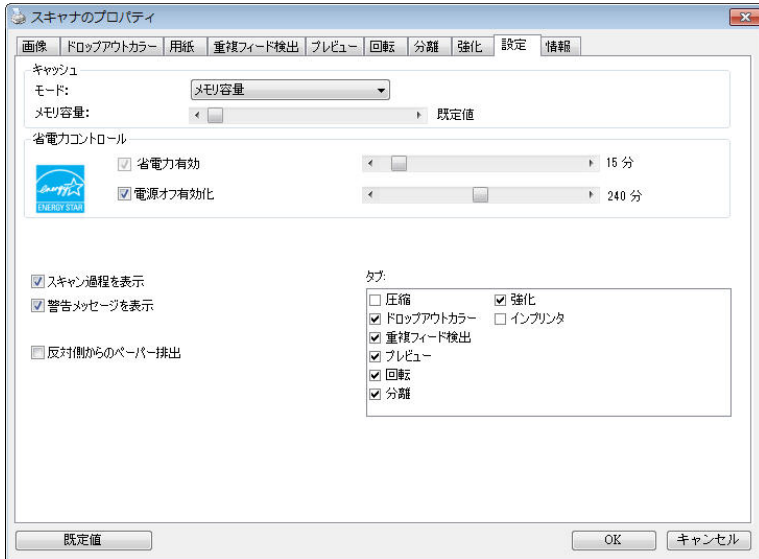 スキャナのプロパティ
画像 ドロップアウトカラー 用紙 重複フィード検出 プレビュー 回転 分離 強化 設定 情報
キャッシュ
モード: メモリ容量
メモリ容量: 既定値
省電力コントロール
省電力有効 15 分
energy
ENERGY STAR
電源オフ有効化 240 分
スキャン過程を表示
警告メッセージを表示
反対側からのペーパー排出
タブ:
圧縮 強化
ドロップアウトカラー インプリンタ
重複フィード検出
プレビュー
回転
分離
既定値 OK キャンセル